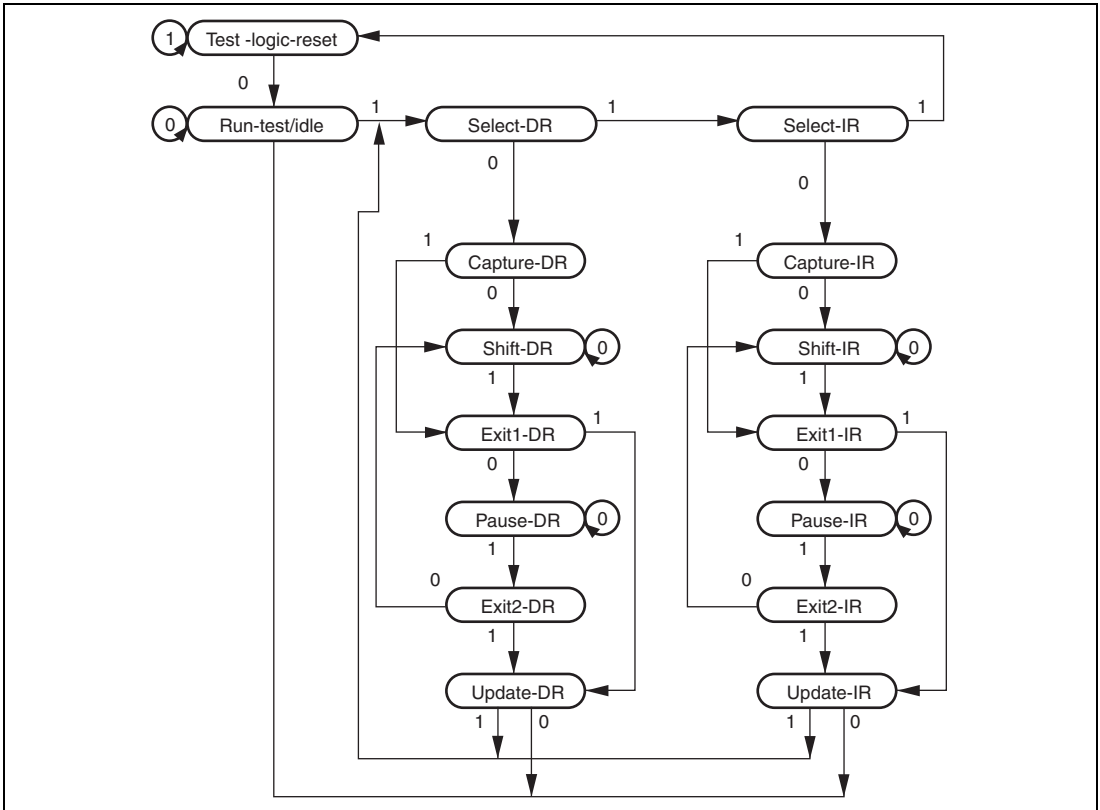 1 Test -logic-reset
0
0 Run-test/idle 1 Select-DR 1 Select-IR 1
0 0
1 Capture-DR 1 Capture-IR
0 0
Shift-DR 0 Shift-IR 0
1 1
Exit1-DR 1 Exit1-IR 1
0 0
Pause-DR 0 Pause-IR 0
1 1
0 Exit2-DR 0 Exit2-IR
1 1
Update-DR Update-IR
1 0 1 0